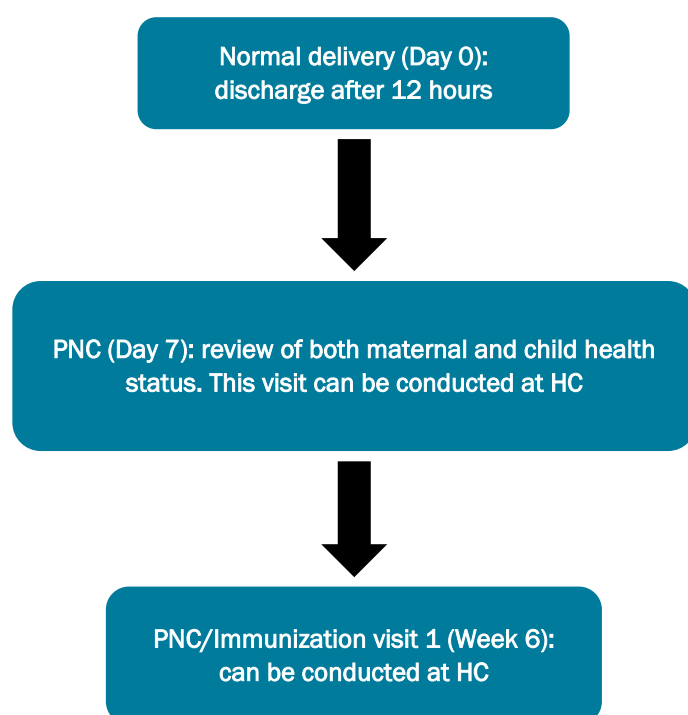 Normal delivery (Day 0):
discharge after 12 hours
PNC (Day 7): review of both maternal and child health
status. This visit can be conducted at HC
PNC/Immunization visit 1 (Week 6):
can be conducted at HC